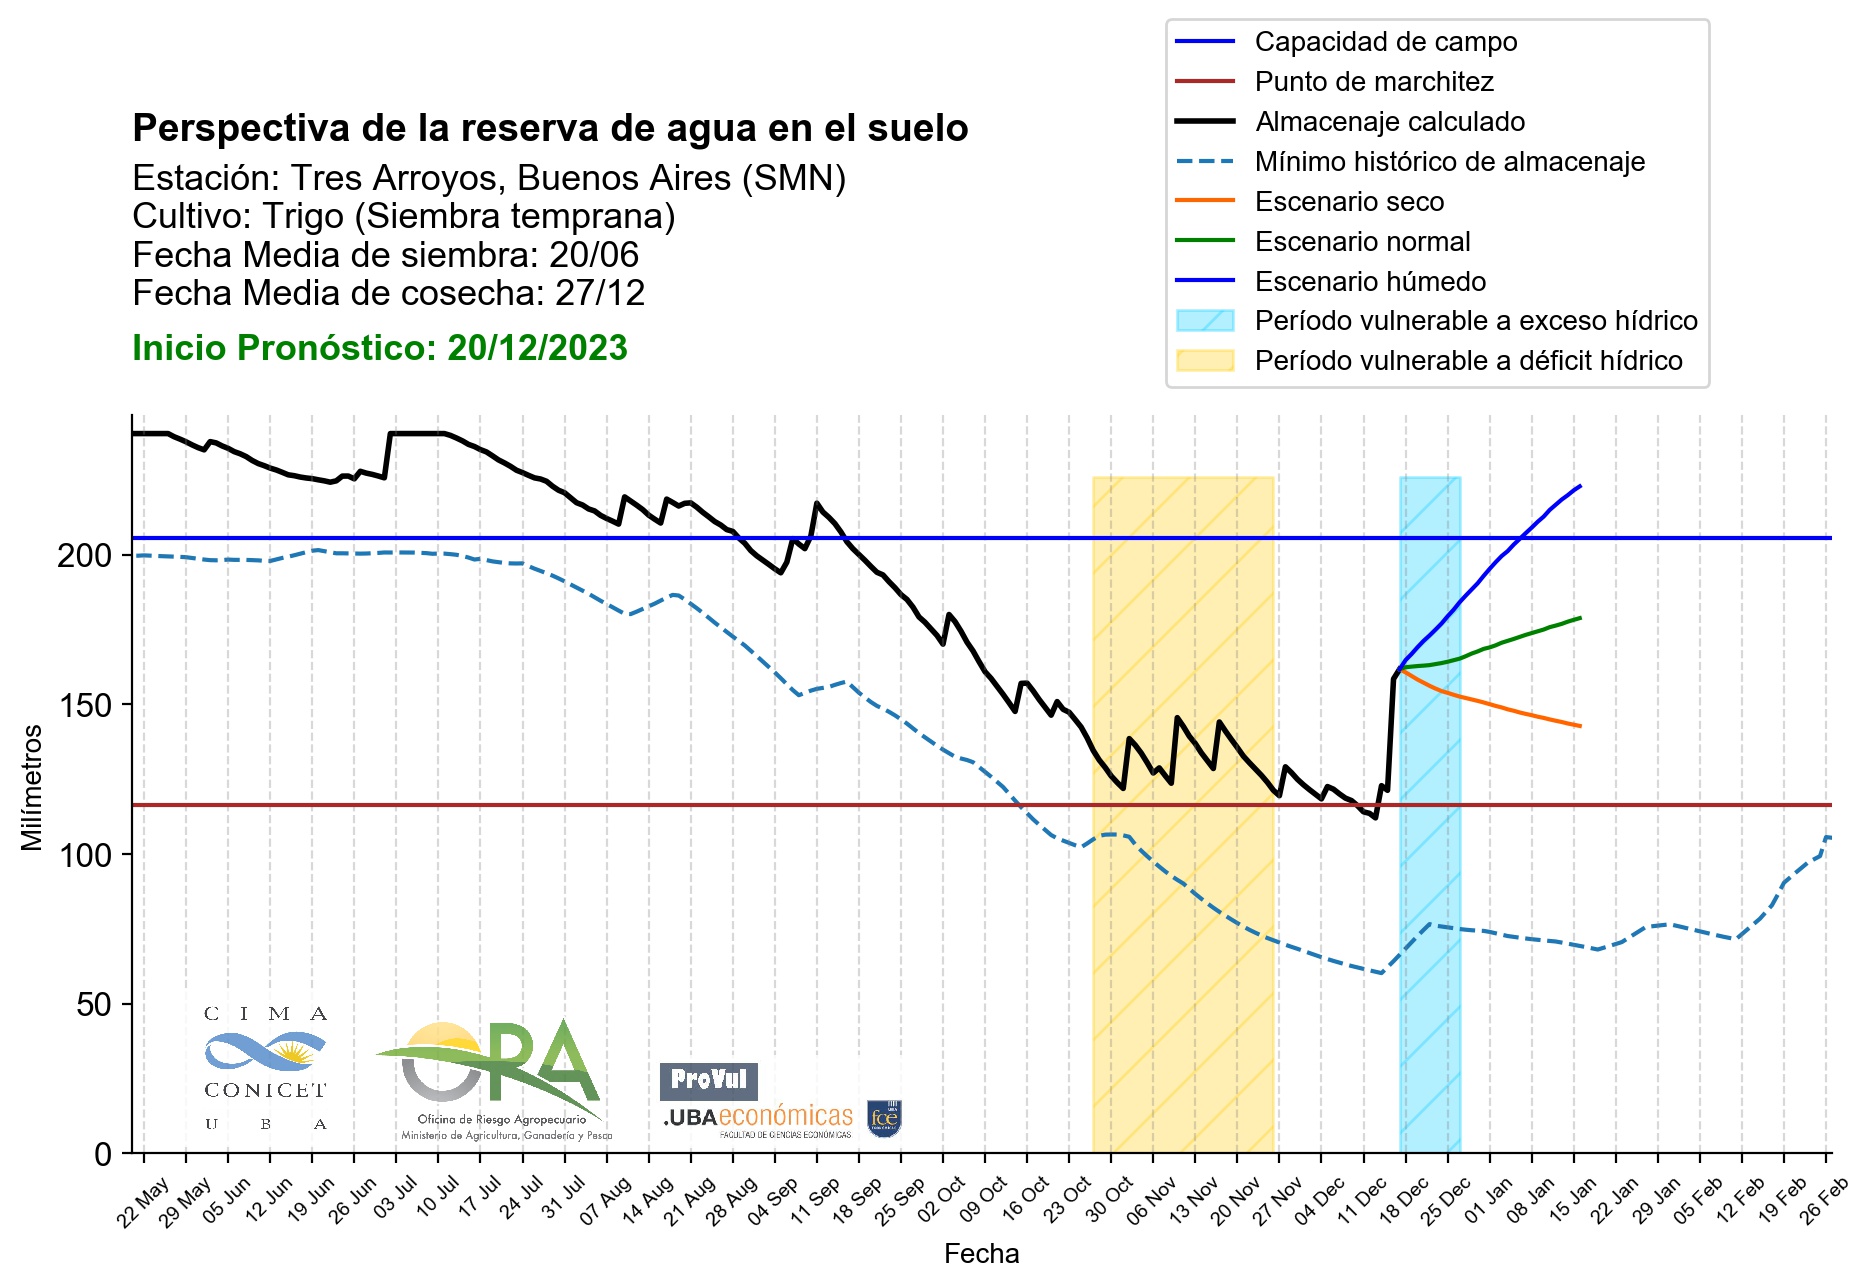 Capacidad de campo
Punto de marchitez
Almacenaje calculado
Mínimo histórico de almacenaje
Escenario seco
Escenario normal
Escenario húmedo
Período vulnerable a exceso hídrico
Período vulnerable a déficit hídrico
Perspectiva de la reserva de agua en el suelo
Estación: Tres Arroyos, Buenos Aires (SMN)
Cultivo: Trigo (Siembra temprana)
Fecha Media de siembra: 20/06
Fecha Media de cosecha: 27/12
Inicio Pronóstico: 20/12/2023
Milímetros
200
150
100
50
0
CIMA
CONICET
UBA
ORA
Oficina de Riesgo Agropecuario
Ministerio de Agricultura, Ganadería y Pesca
ProVul
.UBAeconómicas
FACULTAD DE CIENCIAS ECONÓMICAS
fce
22 May
29 May
05 Jun
12 Jun
19 Jun
26 Jun
03 Jul
10 Jul
17 Jul
24 Jul
31 Jul
07 Aug
14 Aug
21 Aug
28 Aug
04 Sep
11 Sep
18 Sep
25 Sep
02 Oct
09 Oct
16 Oct
23 Oct
30 Oct
06 Nov
13 Nov
20 Nov
27 Nov
04 Dec
11 Dec
18 Dec
25 Dec
01 Jan
08 Jan
15 Jan
22 Jan
29 Jan
05 Feb
12 Feb
19 Feb
26 Feb
Fecha